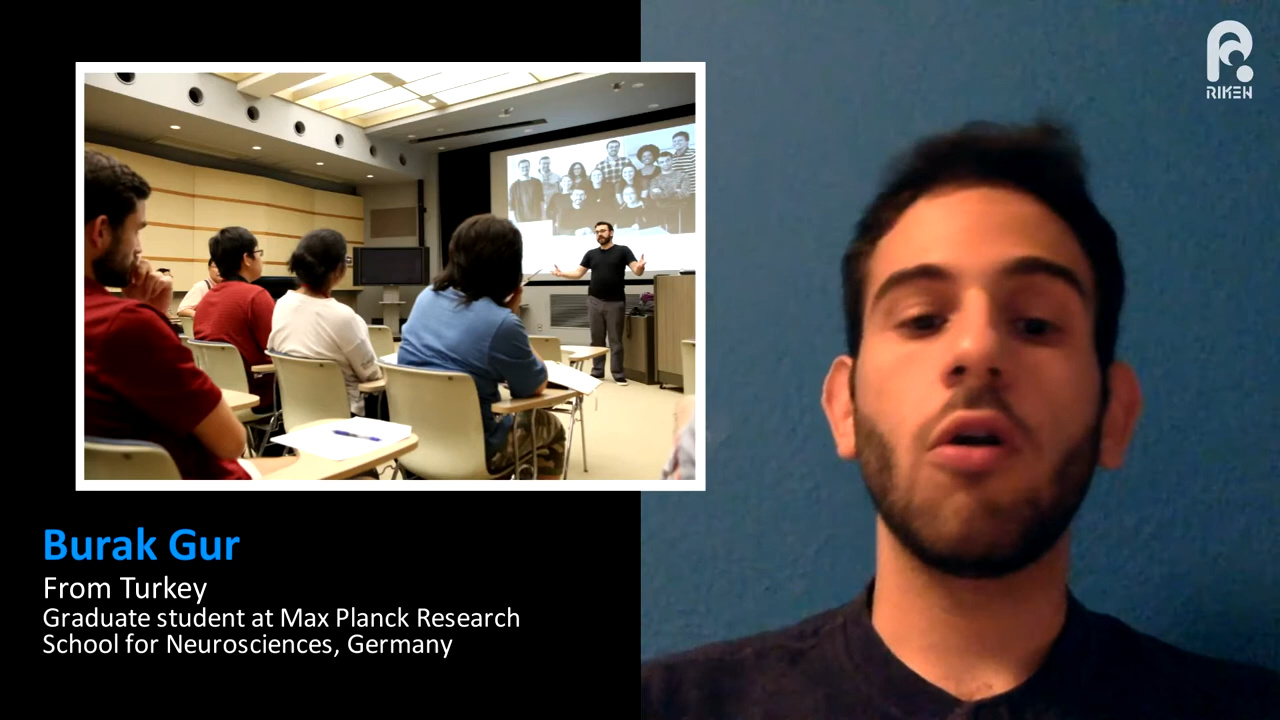 RIKEN
Burak Gur
From Turkey
Graduate student at Max Planck Research
School for Neurosciences, Germany